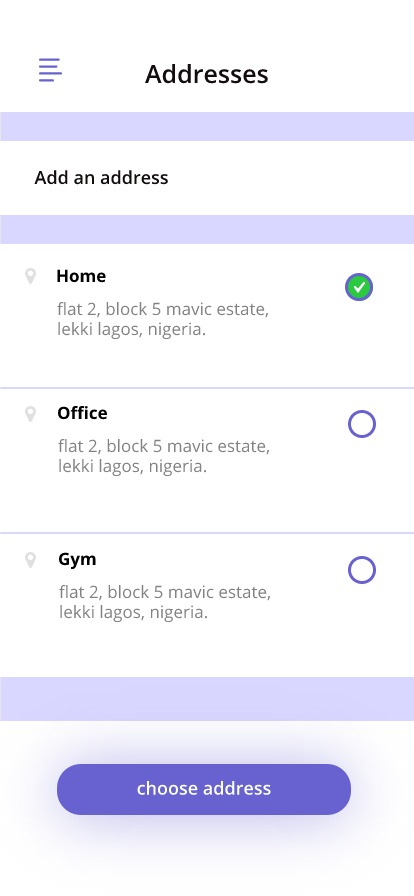 Addresses
Add an address
Home
flat 2, block 5 mavic estate,
lekki lagos, nigeria.
Office
flat 2, block 5 mavic estate,
lekki lagos, nigeria.
Gym
flat 2, block 5 mavic estate,
lekki lagos, nigeria.
choose address